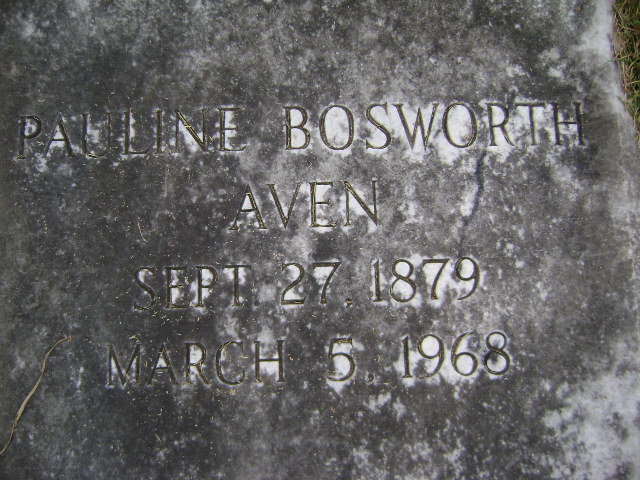 PAULINE BOSWORTH
AVEN
SEPT. 27, 1879
MARCH 5, 1968